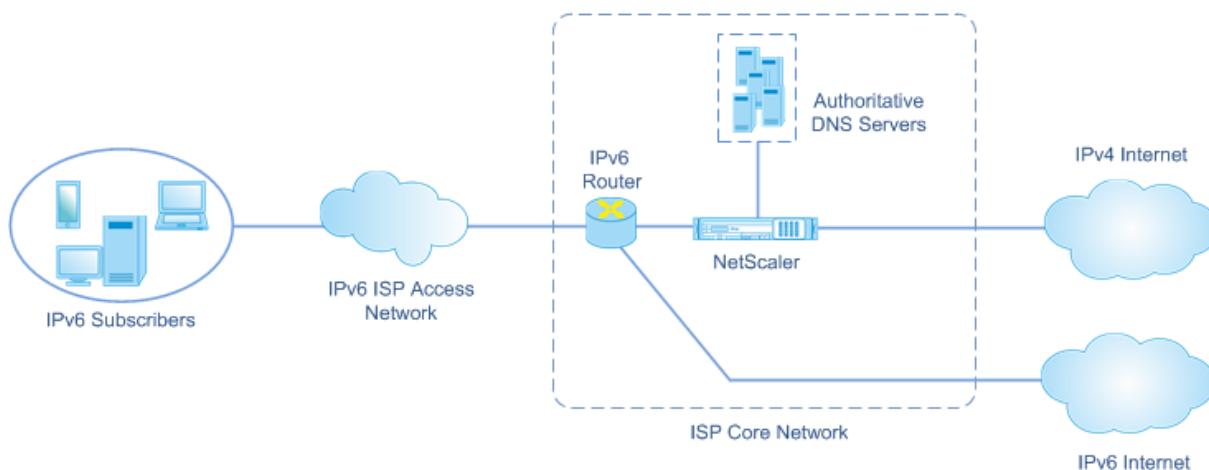 IPv6 Subscribers
IPv6 ISP Access
Network
IPv6
Router
Authoritative
DNS Servers
NetScaler
ISP Core Network
IPv4 Internet
IPv6 Internet